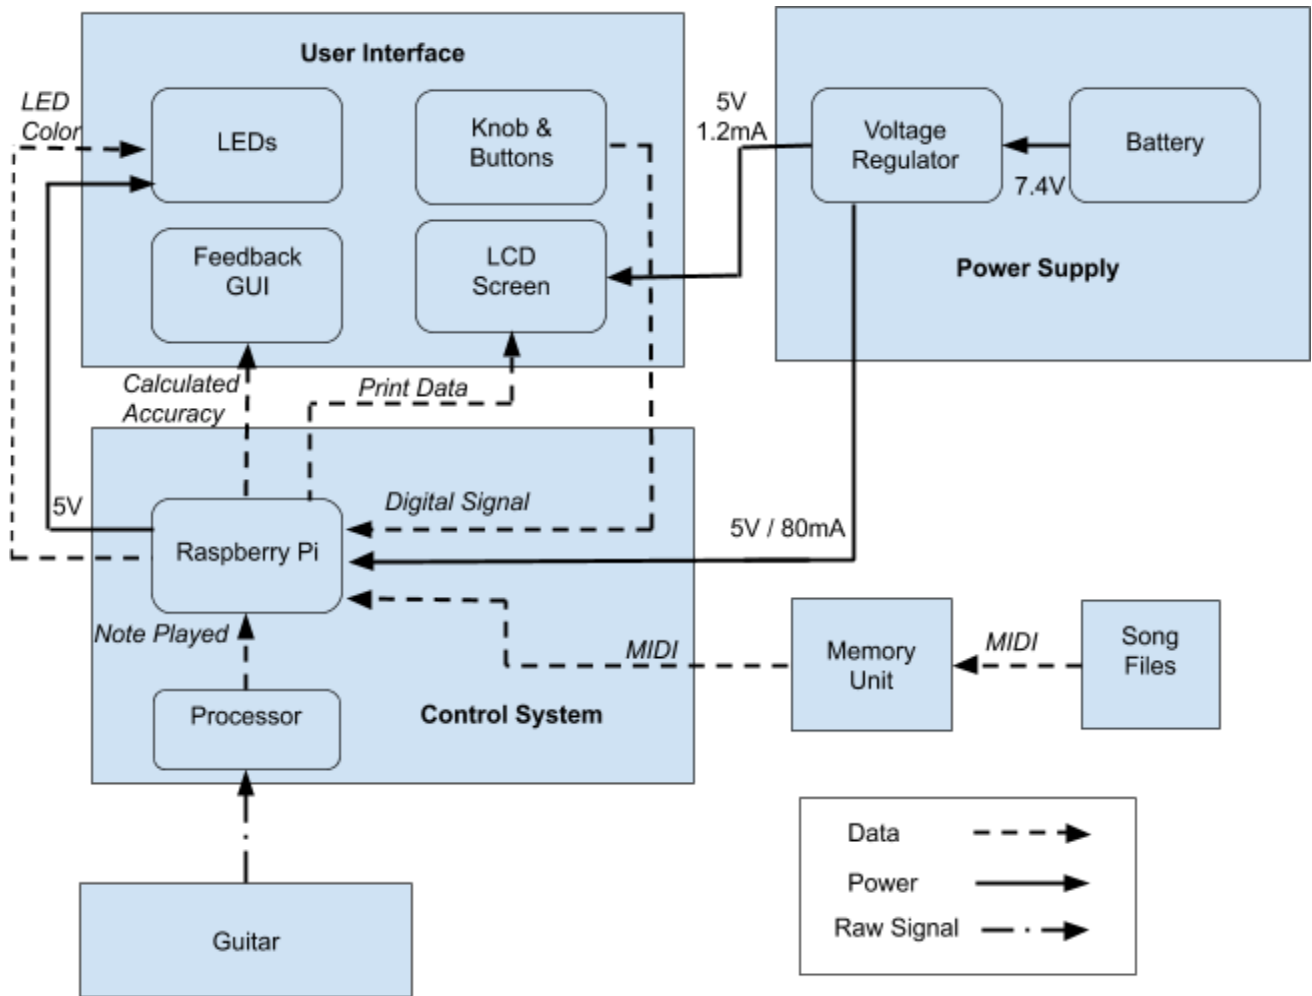 User Interface
LED
Color
LEDs
Knob &
Buttons
Feedback
GUI
LCD
Screen
5V
1.2mA
Voltage
Regulator
7.4V
Battery
Power Supply
Calculated
Accuracy
Print Data
5V
Digital Signal
5V / 80mA
Raspberry Pi
Note Played
MIDI
Processor
Control System
Memory
Unit
MIDI
Song
Files
Guitar
Data
Power
Raw Signal